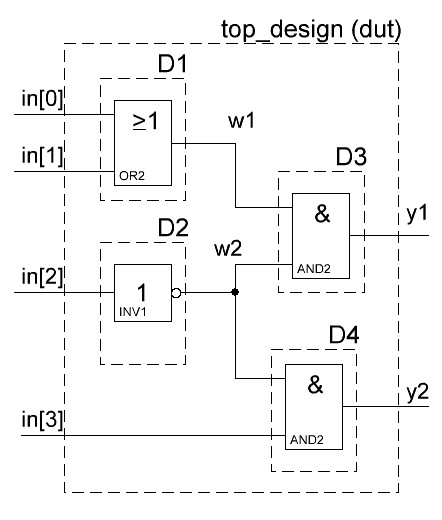 top_design (dut)
D1
in[0]
≥1
w1
in[1]
OR2
D3
&
y1
D2
w2
in[2]
1
AND2
INV1
D4
&
y2
in[3]
AND2